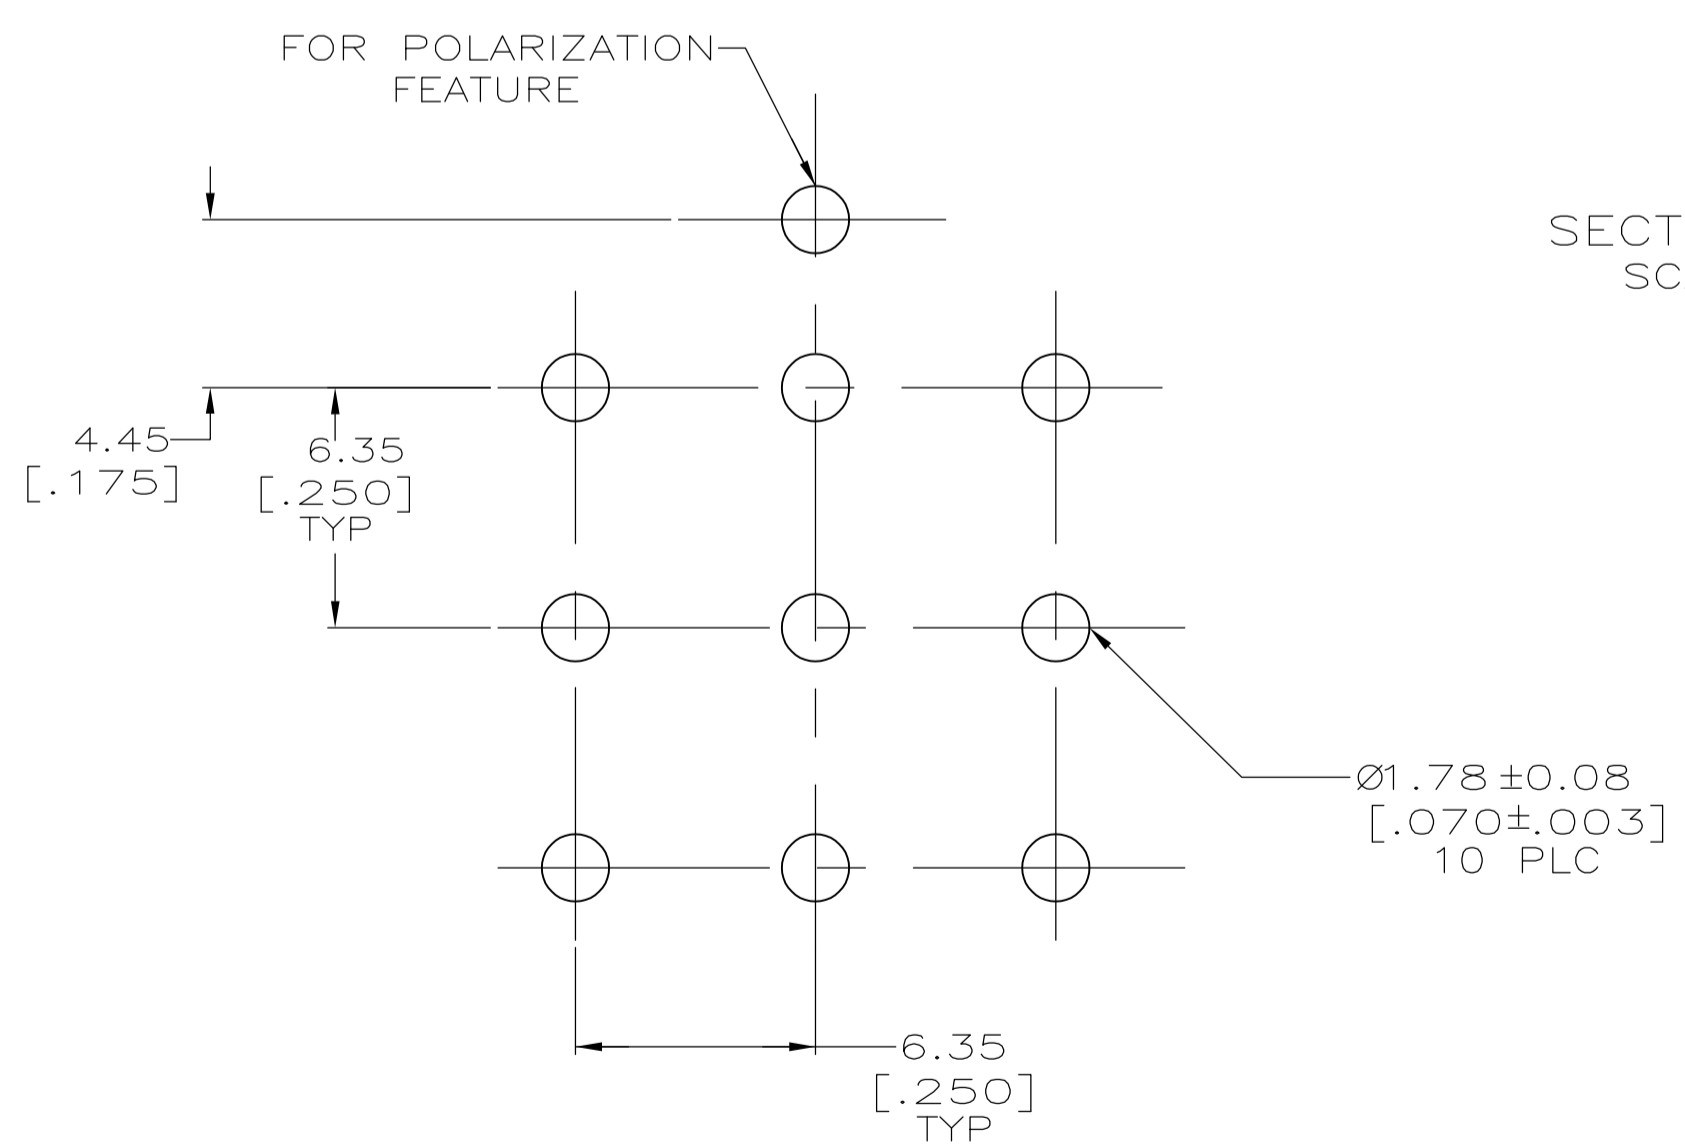 FOR POLARIZATION
FEATURE
SECT
SC
4.45
[.175]
6.35
[.250]
TYP
Ø1.78±0.08
[.070±.003]
10 PLC
6.35
[.250]
TYP